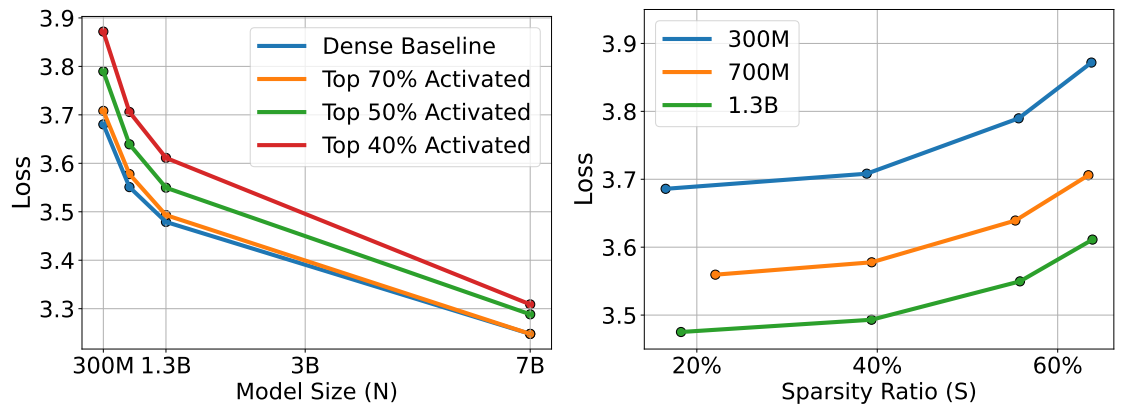 3.9
3.8
3.7
3.6
3.5
3.4
3.3
Loss
Dense Baseline
Top 70% Activated
Top 50% Activated
Top 40% Activated
300M 1.3B 3B 7B
Model Size (N)
3.9
3.8
3.7
3.6
3.5
Loss
300M
700M
1.3B
20% 40% 60%
Sparsity Ratio (S)